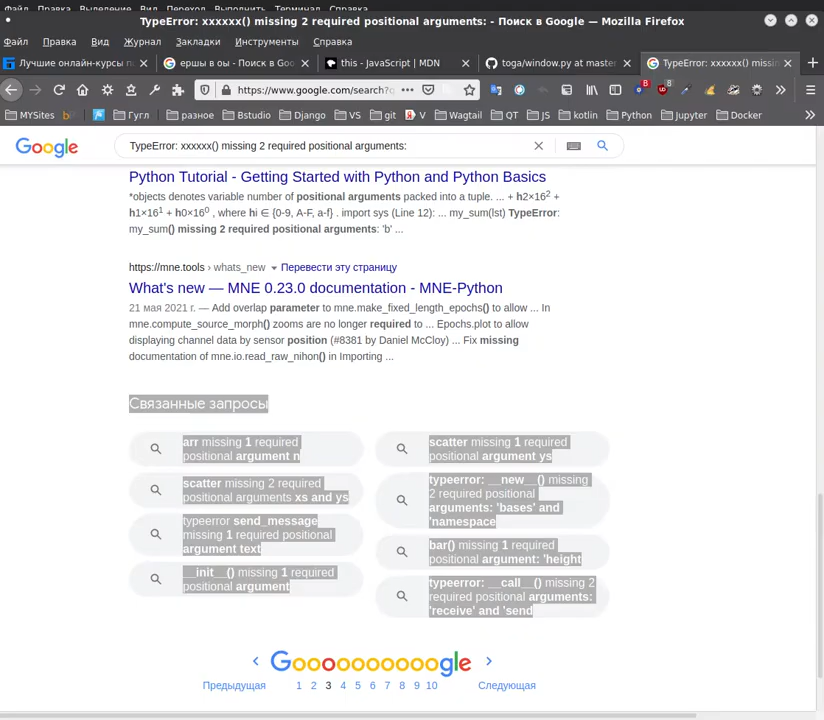 Файл Правка Выделение Вид Переход Выполнить Терминал Справка
TypeError: xxxxxx() missing 2 required positional arguments: - Поиск в Google — Mozilla Firefox
Файл Правка Вид Журнал Закладки Инструменты Справка
Лучшие онлайн-курсы п
ершы в оы - Поиск в Goo
this - JavaScript | MDN
toga/window.py at master
TypeError: xxxxxx() missin
https://www.google.com/search?q
MYSites Гугл разное Bstudio Django VS git V Wagtail QT JS kotlin Python Jupyter Docker
Google
TypeError: xxxxxx() missing 2 required positional arguments:
Python Tutorial - Getting Started with Python and Python Basics
*objects denotes variable number of positional arguments packed into a tuple. ... + h2×16² +
h1×16¹ + h0×16⁰ , where hi ∈ {0-9, A-F, a-f} . import sys (Line 12): ... my_sum(lst) TypeError:
my_sum() missing 2 required positional arguments: 'b' ...
https://mne.tools › whats_new Перевести эту страницу
What's new — MNE 0.23.0 documentation - MNE-Python
21 мая 2021 г. — Add overlap parameter to mne.make_fixed_length_epochs() to allow ... In
mne.compute_source_morph() zooms are no longer required to ... Epochs.plot to allow
displaying channel data by sensor position (#8381 by Daniel McCloy) ... Fix missing
documentation of mne.io.read_raw_nihon() in Importing ...
Связанные запросы
arr missing 1 required
positional argument n
scatter missing 2 required
positional arguments xs and ys
typeerror send_message
missing 1 required positional
argument text
__init__() missing 1 required
positional argument
scatter missing 1 required
positional argument ys
typeerror: __new__() missing
2 required positional
arguments: 'bases' and
'namespace
bar() missing 1 required
positional argument: 'height
typeerror: __call__() missing 2
required positional arguments:
'receive' and 'send
Goooooooooogle
Предыдущая 1 2 3 4 5 6 7 8 9 10 Следующая